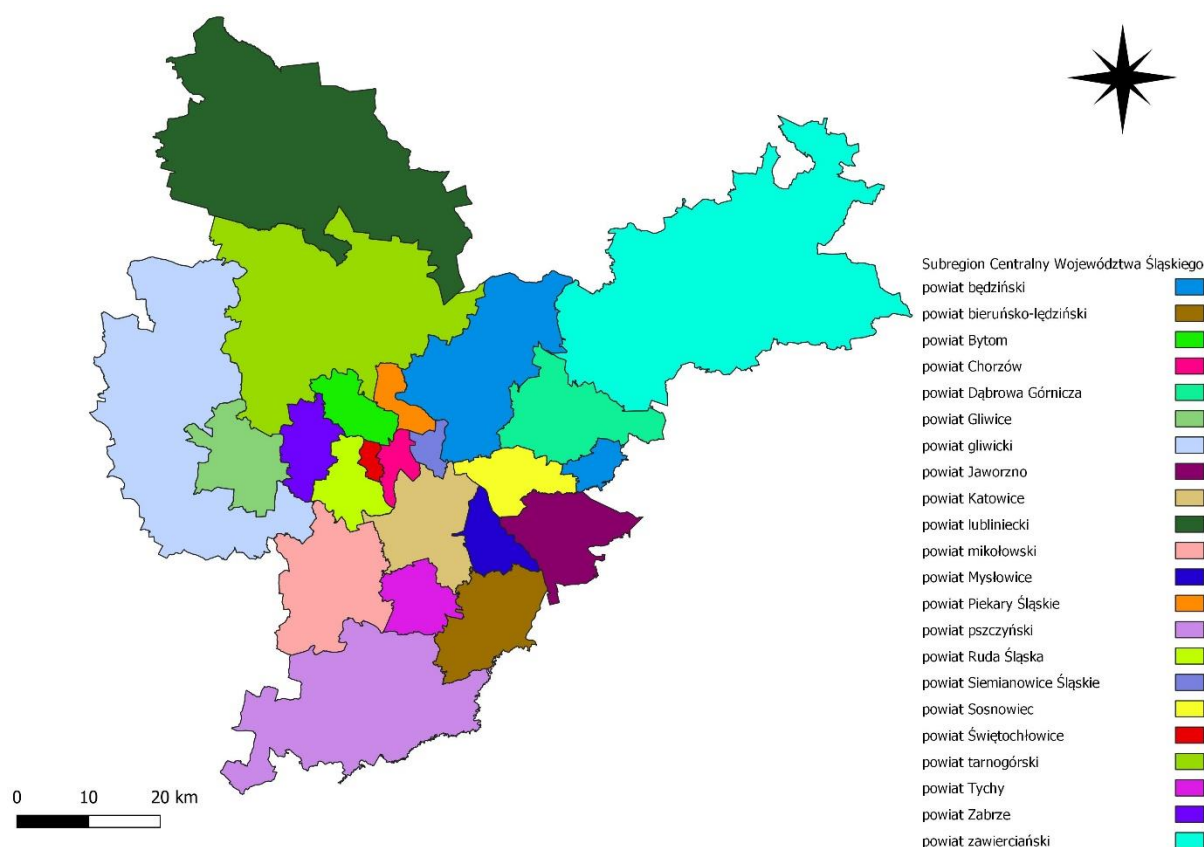 Subregion Centralny Województwa Śląskiego
powiat będziński
powiat bieruńsko-lędziński
powiat Bytom
powiat Chorzów
powiat Dąbrowa Górnicza
powiat Gliwice
powiat gliwicki
powiat Jaworzno
powiat Katowice
powiat lubliniecki
powiat mikołowski
powiat Mysłowice
powiat Piekary Śląskie
powiat pszczyński
powiat Ruda Śląska
powiat Siemianowice Śląskie
powiat Sosnowiec
powiat Świętochłowice
powiat tarnogórski
powiat Tychy
powiat Zabrze
powiat zawierciański
0 10 20 km